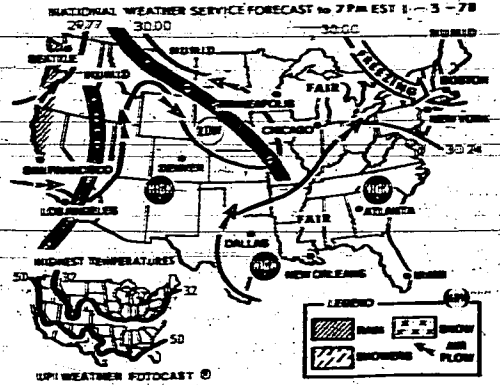 NATIONAL WEATHER SERVICE FORECAST to 7 PM EST 1 - 3 - 78
29.77 30.00 30.00
SEATTLE
FREEZING
BOSTON
MINNEAPOLIS
FAIR
NEW YORK
LOW
CHICAGO
30.24
SAN FRANCISCO
DENVER
HIGH
HIGH
LOS ANGELES
ATLANTA
FAIR
DALLAS
HIGH
NEW ORLEANS
MIAMI
HIGHEST TEMPERATURES
50 32
32
50
LEGEND
RAIN
SNOW
SHOWERS
AIR FLOW
UPI WEATHER FOTOCAST ®